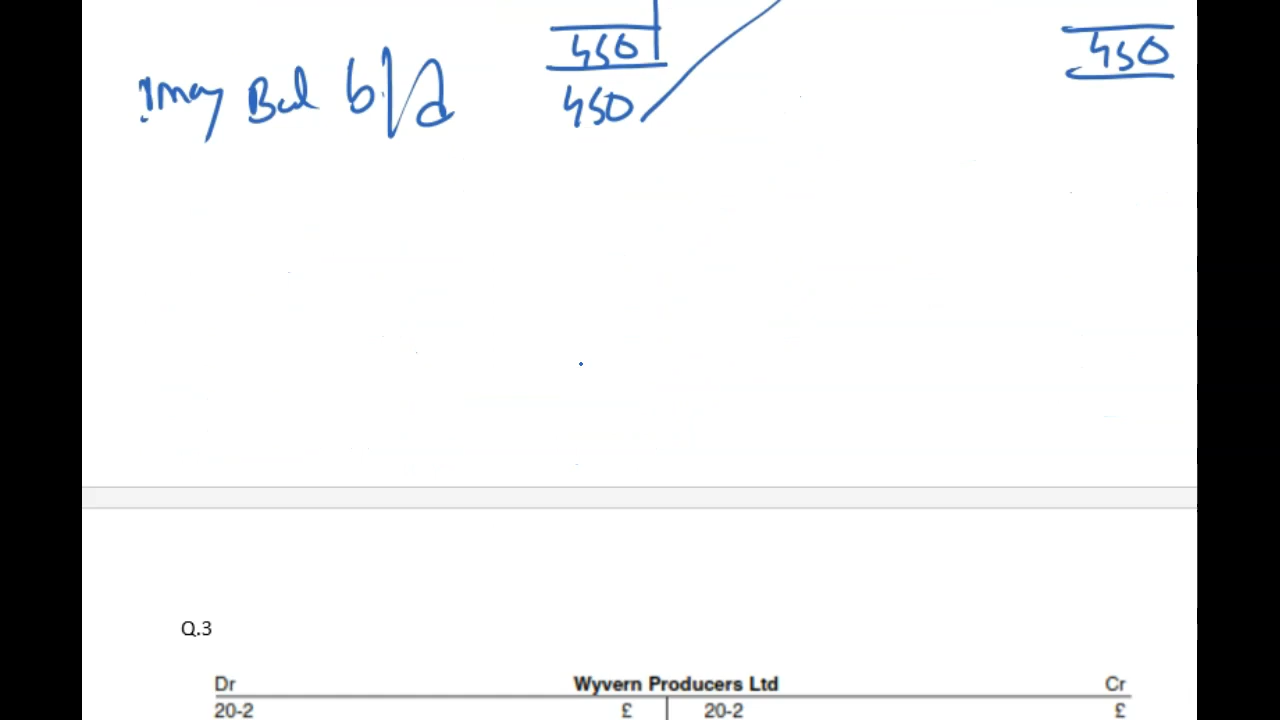 450 450
1 may Bal b/d 450
Q.3
Dr Wyvern Producers Ltd Cr
20-2 £ 20-2 £